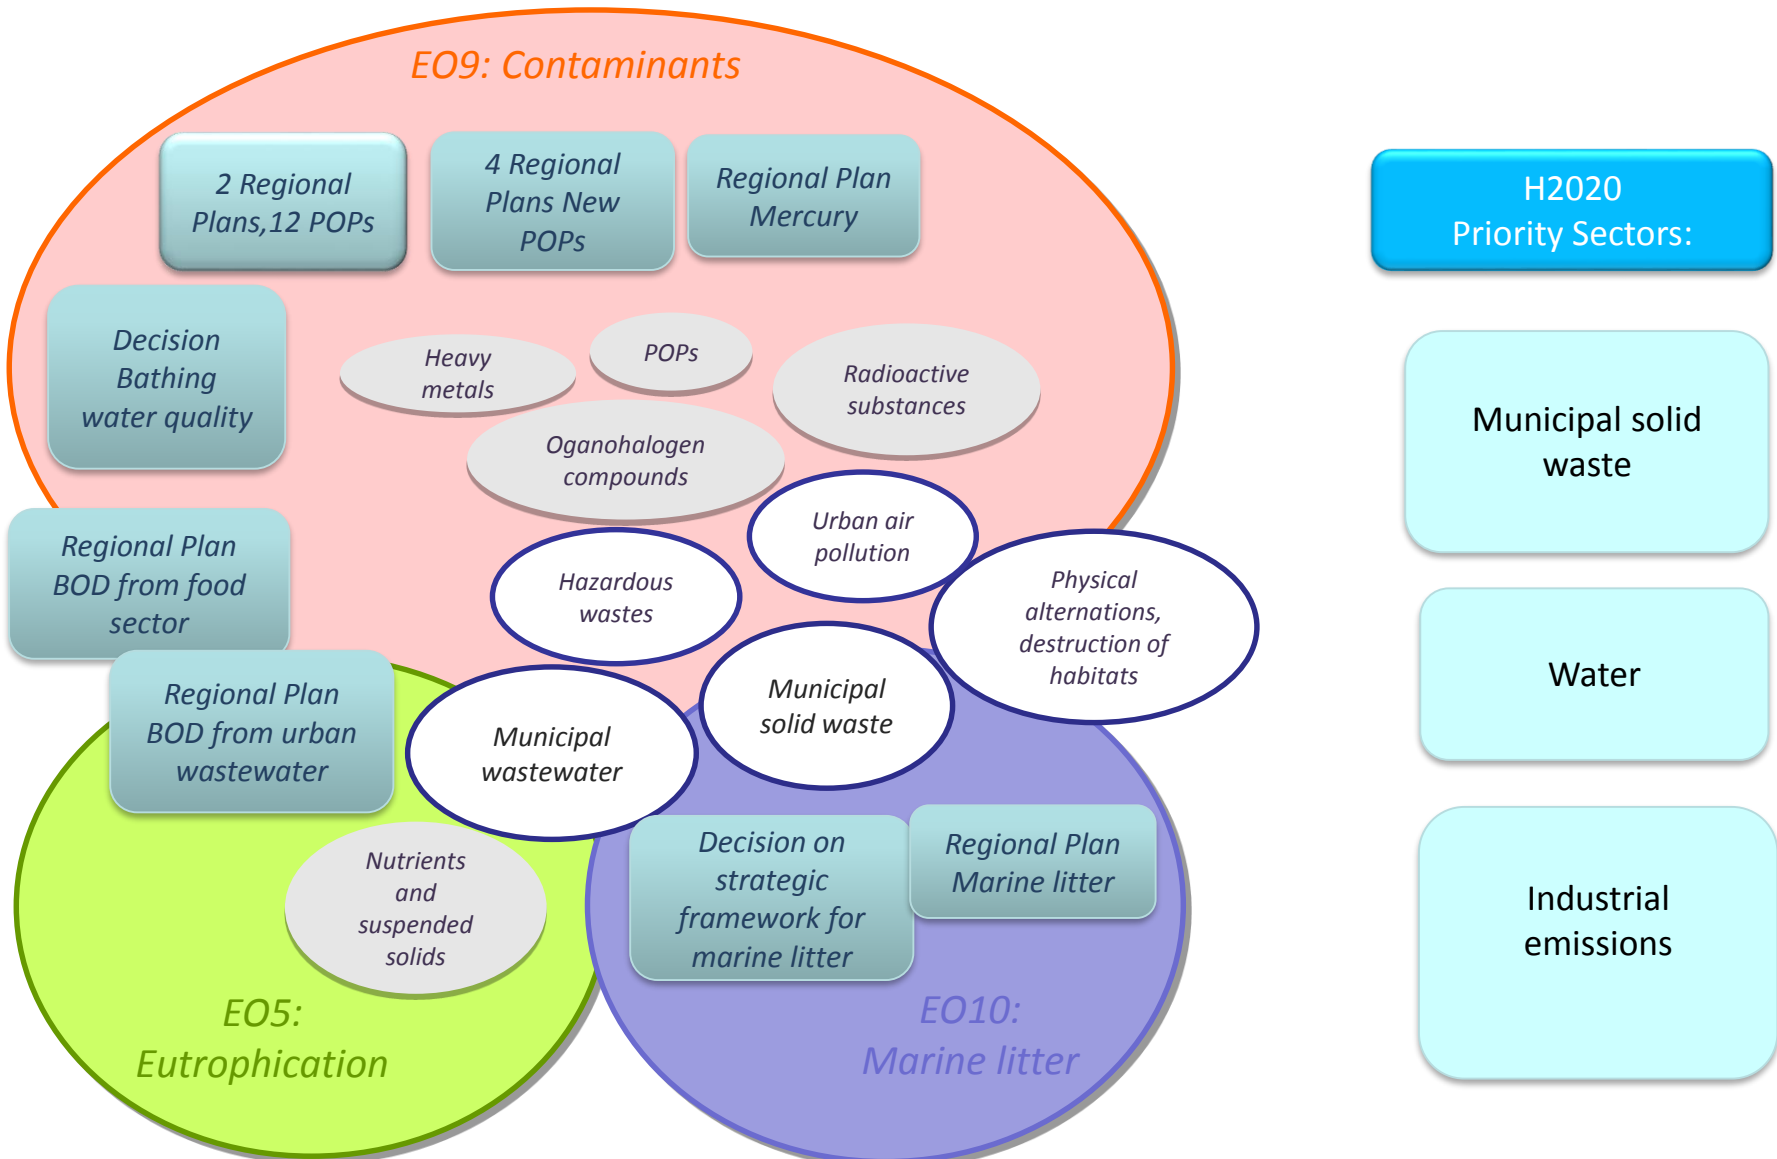 EO9: Contaminants
2 Regional
Plans,12 POPs
4 Regional
Plans New
POPs
Regional Plan
Mercury
H2020
Priority Sectors:
Decision
Bathing
water quality
Heavy
metals
POPs
Radioactive
substances
Oganohalogen
compounds
Municipal solid
waste
Urban air
pollution
Regional Plan
BOD from food
sector
Hazardous
wastes
Physical
alternations,
destruction of
habitats
Water
Regional Plan
BOD from urban
wastewater
Municipal
wastewater
Municipal
solid waste
Nutrients
and
suspended
solids
Decision on
strategic
framework for
marine litter
Regional Plan
Marine litter
Industrial
emissions
EO5:
Eutrophication
EO10:
Marine litter